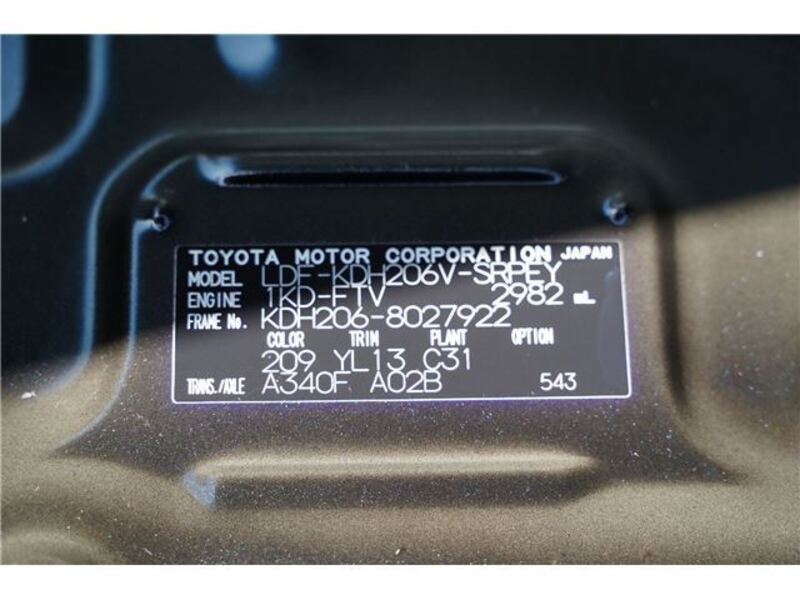 TOYOTA MOTOR CORPORATION JAPAN
MODEL LDF-KDH206V-SRPEY
ENGINE 1KD-FTV 2982 mL
FRAME No. KDH206-8027922
COLOR TRIM PLANT OPTION
209 YL13 C31
TRANS./AXLE A340F A02B 543